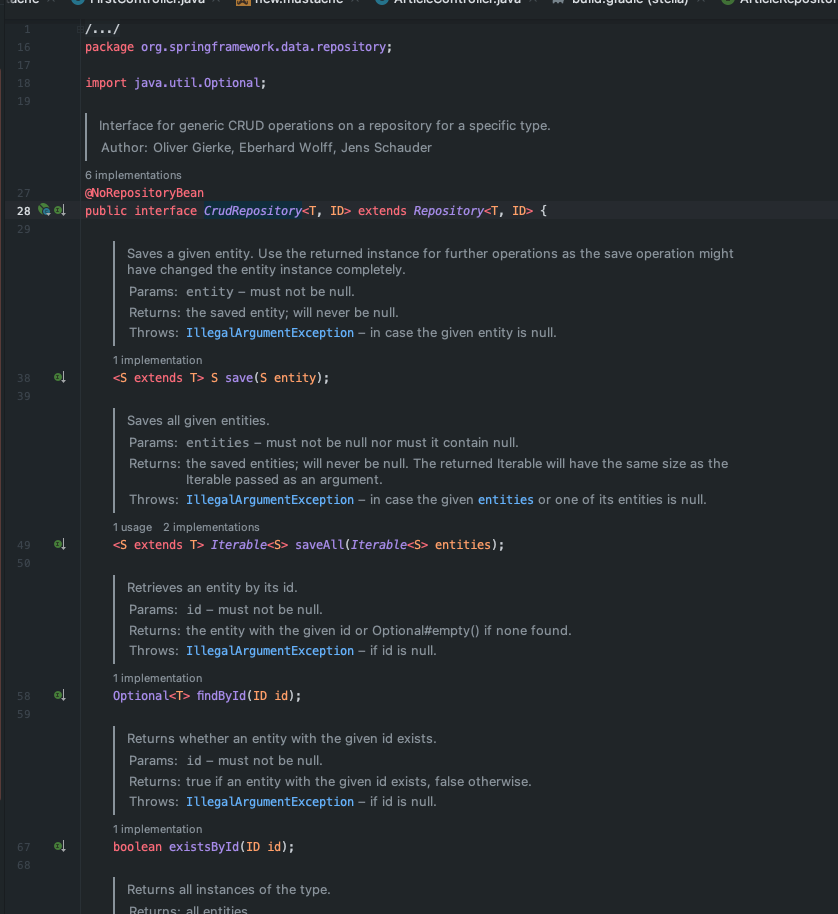 FirstController.java new.mustache ArticleController.java build.gradle (stella)
1 /.../
16 package org.springframework.data.repository;
17
18 import java.util.Optional;
19
Interface for generic CRUD operations on a repository for a specific type.
Author: Oliver Gierke, Eberhard Wolff, Jens Schauder
6 implementations
27 @NoRepositoryBean
28 public interface CrudRepository<T, ID> extends Repository<T, ID> {
29
Saves a given entity. Use the returned instance for further operations as the save operation might
have changed the entity instance completely.
Params: entity – must not be null.
Returns: the saved entity; will never be null.
Throws: IllegalArgumentException – in case the given entity is null.
1 implementation
38 <S extends T> S save(S entity);
39
Saves all given entities.
Params: entities – must not be null nor must it contain null.
Returns: the saved entities; will never be null. The returned Iterable will have the same size as the
Iterable passed as an argument.
Throws: IllegalArgumentException – in case the given entities or one of its entities is null.
1 usage 2 implementations
49 <S extends T> Iterable<S> saveAll(Iterable<S> entities);
50
Retrieves an entity by its id.
Params: id – must not be null.
Returns: the entity with the given id or Optional#empty() if none found.
Throws: IllegalArgumentException – if id is null.
1 implementation
58 Optional<T> findById(ID id);
59
Returns whether an entity with the given id exists.
Params: id – must not be null.
Returns: true if an entity with the given id exists, false otherwise.
Throws: IllegalArgumentException – if id is null.
1 implementation
67 boolean existsById(ID id);
68
Returns all instances of the type.
Returns: all entities